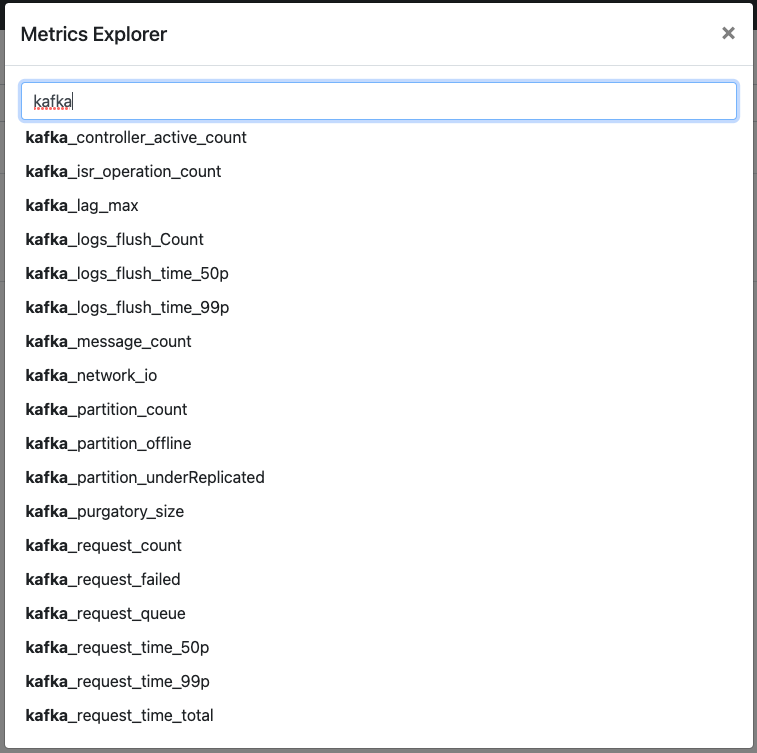 Metrics Explorer
×
kafka
kafka_controller_active_count
kafka_isr_operation_count
kafka_lag_max
kafka_logs_flush_Count
kafka_logs_flush_time_50p
kafka_logs_flush_time_99p
kafka_message_count
kafka_network_io
kafka_partition_count
kafka_partition_offline
kafka_partition_underReplicated
kafka_purgatory_size
kafka_request_count
kafka_request_failed
kafka_request_queue
kafka_request_time_50p
kafka_request_time_99p
kafka_request_time_total